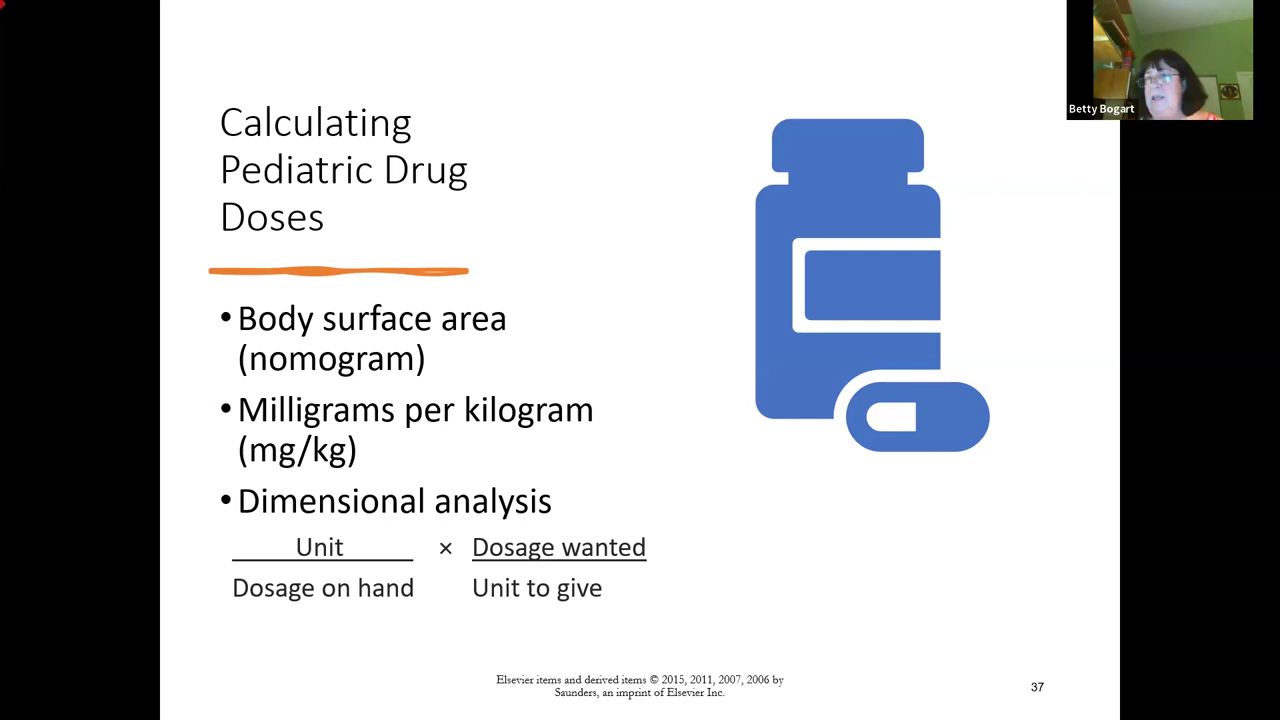 Betty Bogart
Calculating
Pediatric Drug
Doses
• Body surface area
(nomogram)
• Milligrams per kilogram
(mg/kg)
• Dimensional analysis
Unit × Dosage wanted
Dosage on hand Unit to give
Elsevier items and derived items © 2015, 2011, 2007, 2006 by
Saunders, an imprint of Elsevier Inc.
37